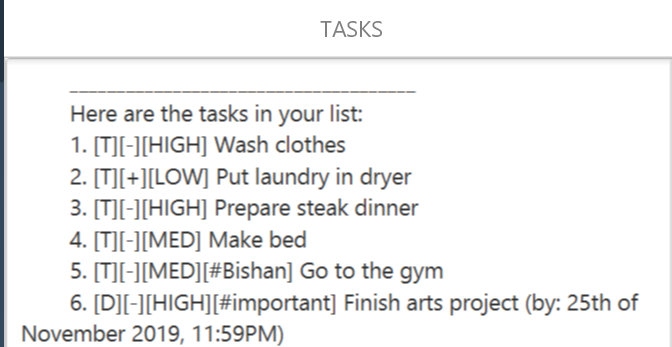 TASKS
_____________________________________
Here are the tasks in your list:
1. [T][-][HIGH] Wash clothes
2. [T][+][LOW] Put laundry in dryer
3. [T][-][HIGH] Prepare steak dinner
4. [T][-][MED] Make bed
5. [T][-][MED][#Bishan] Go to the gym
6. [D][-][HIGH][#important] Finish arts project (by: 25th of
November 2019, 11:59PM)